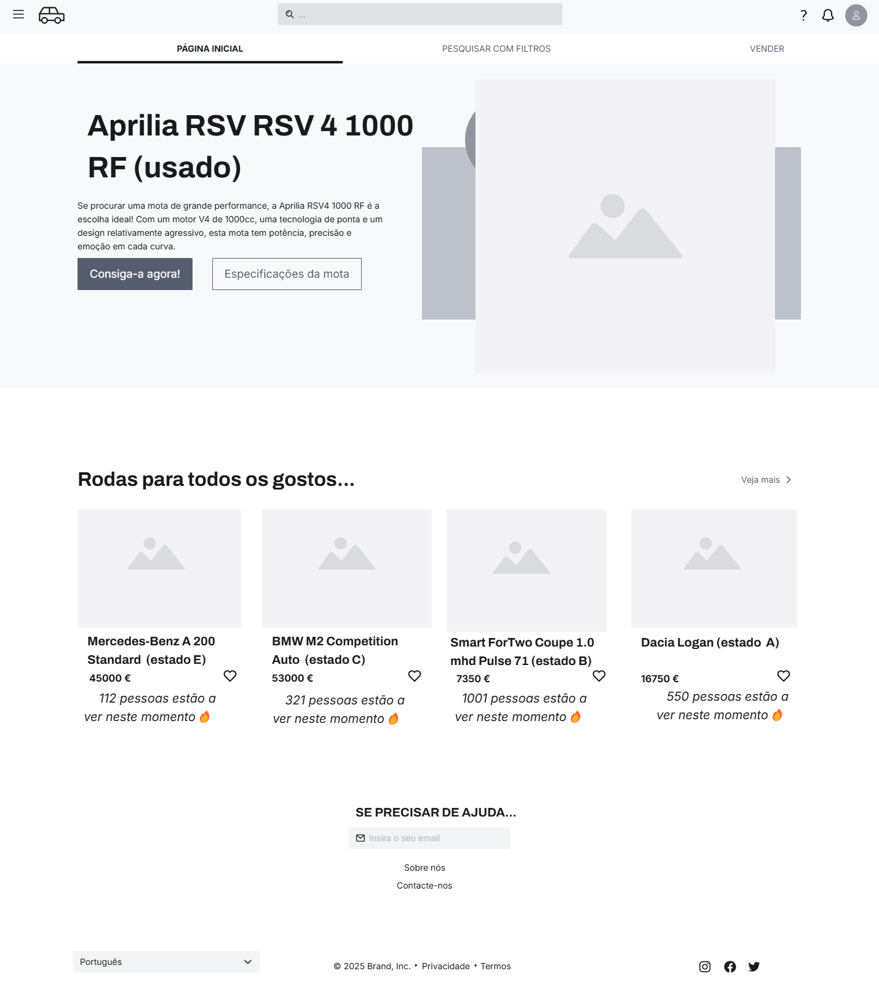 ...
?
PÁGINA INICIAL
PESQUISAR COM FILTROS
VENDER
Aprilia RSV RSV 4 1000
RF (usado)
Se procurar uma mota de grande performance, a Aprilia RSV4 1000 RF é a
escolha ideal! Com um motor V4 de 1000cc, uma tecnologia de ponta e um
design relativamente agressivo, esta mota tem potência, precisão e
emoção em cada curva.
Consiga-a agora!
Especificações da mota
Rodas para todos os gostos...
Veja mais
Mercedes-Benz A 200
Standard (estado E)
45000 €
112 pessoas estão a
ver neste momento 🔥
BMW M2 Competition
Auto (estado C)
53000 €
321 pessoas estão a
ver neste momento 🔥
Smart ForTwo Coupe 1.0
mhd Pulse 71 (estado B)
7350 €
1001 pessoas estão a
ver neste momento 🔥
Dacia Logan (estado A)
16750 €
550 pessoas estão a
ver neste momento 🔥
SE PRECISAR DE AJUDA...
Insira o seu email
Sobre nós
Contacte-nos
Português
© 2025 Brand, Inc. • Privacidade • Termos